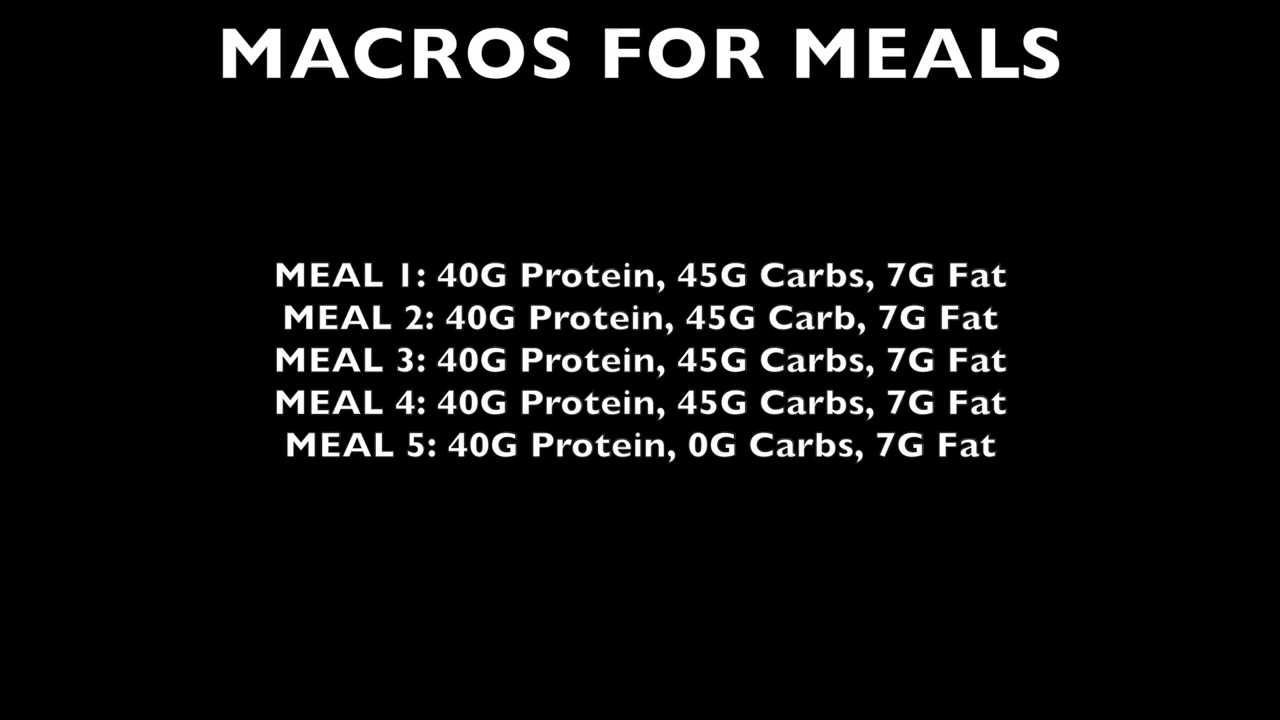 MACROS FOR MEALS
MEAL 1: 40G Protein, 45G Carbs, 7G Fat
MEAL 2: 40G Protein, 45G Carb, 7G Fat
MEAL 3: 40G Protein, 45G Carbs, 7G Fat
MEAL 4: 40G Protein, 45G Carbs, 7G Fat
MEAL 5: 40G Protein, 0G Carbs, 7G Fat